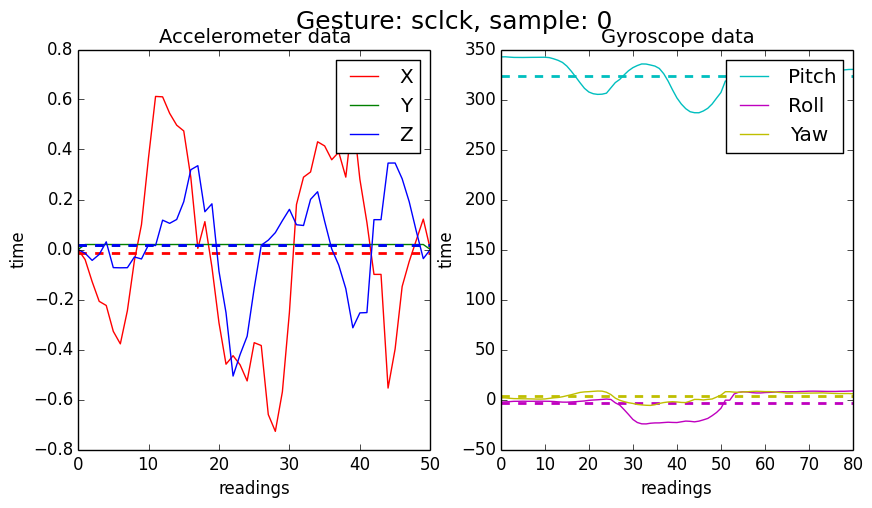 Gesture: sclck, sample: 0
Accelerometer data
0.8
0.6
0.4
0.2
0.0
−0.2
−0.4
−0.6
−0.8
time
0 10 20 30 40 50
readings
X
Y
Z
Gyroscope data
350
300
250
200
150
100
50
0
−50
time
0 10 20 30 40 50 60 70 80
readings
Pitch
Roll
Yaw